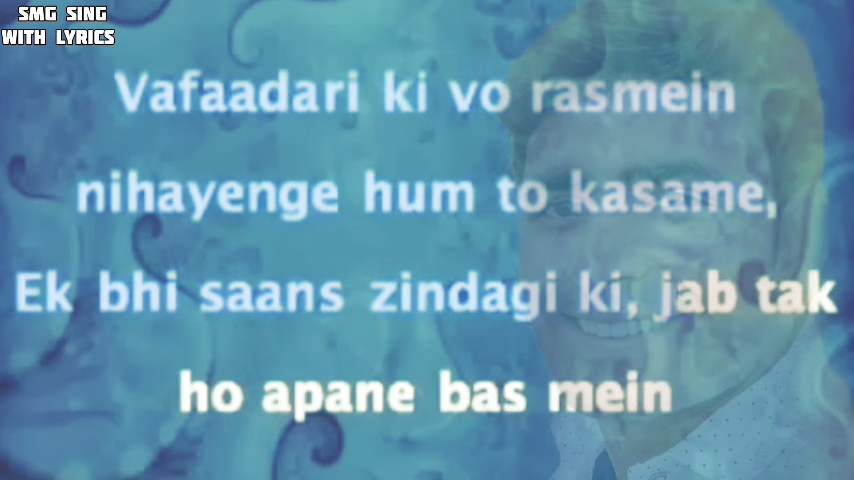 SMG SING
WITH LYRICS
Vafaadari ki vo rasmein
nihayenge hum to kasame,
Ek bhi saans zindagi ki, jab tak
ho apane bas mein